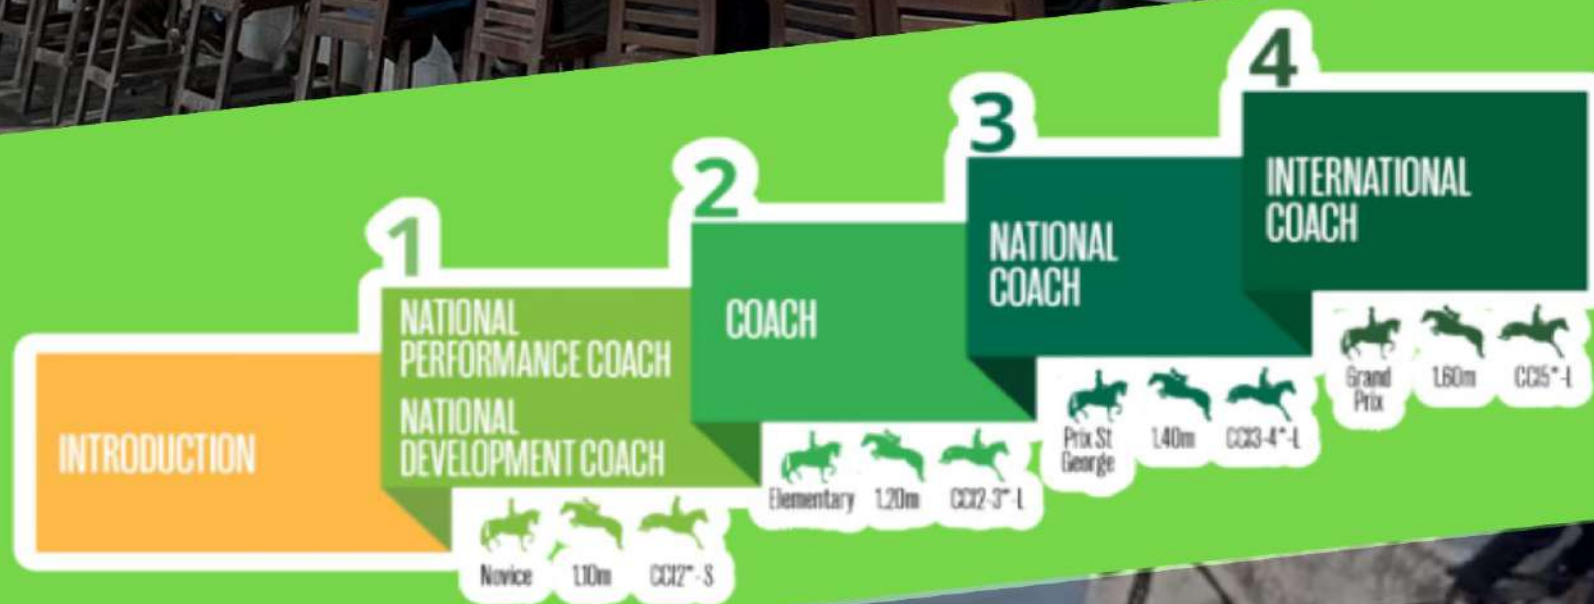 INTRODUCTION
1
NATIONAL
PERFORMANCE COACH
NATIONAL
DEVELOPMENT COACH
Novice
1.10m
CCI2*-S
2
COACH
Elementary
1.20m
CCI2-3*-L
3
NATIONAL
COACH
Prix St
George
1.40m
CCI3-4*-L
4
INTERNATIONAL
COACH
Grand
Prix
1.60m
CCI5*-L